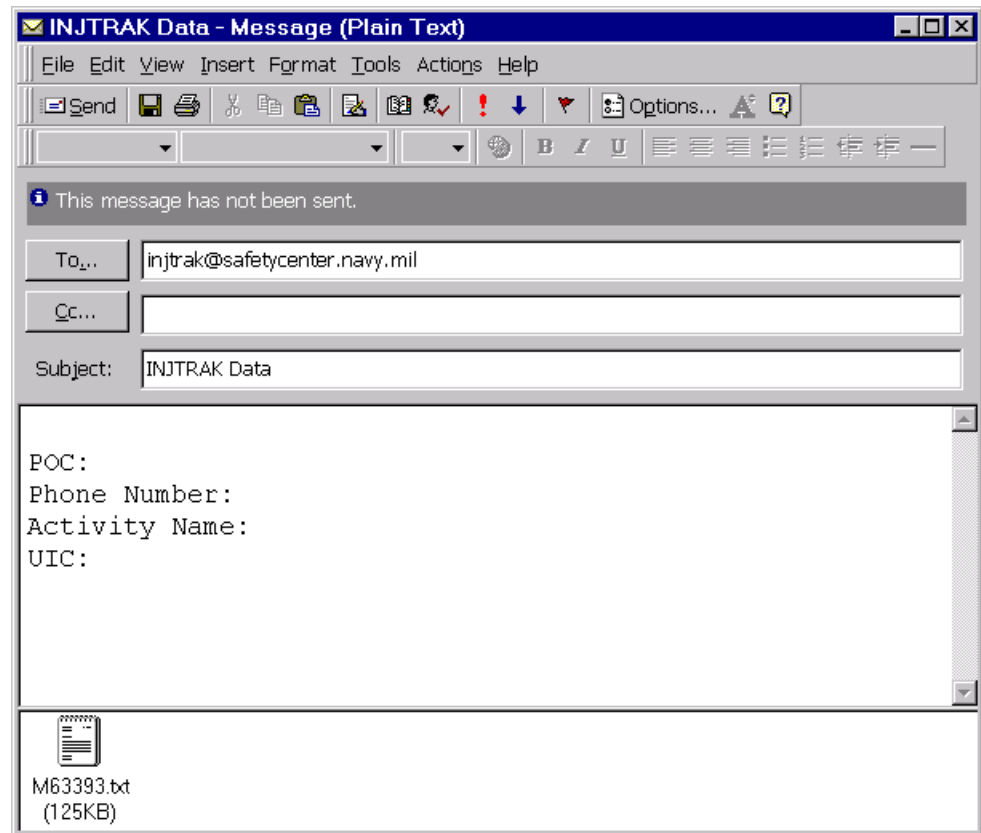 INJTRAK Data - Message (Plain Text)
File Edit View Insert Format Tools Actions Help
Send Options... A
B I U
This message has not been sent.
To... injtrak@safetycenter.navy.mil
Cc...
Subject: INJTRAK Data
POC:
Phone Number:
Activity Name:
UIC:
M63393.txt
(125KB)